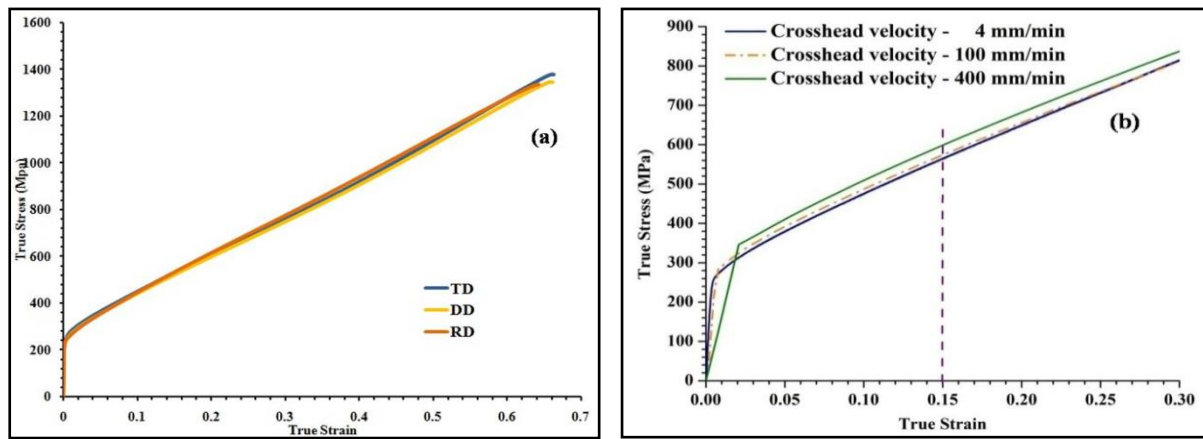 1600
1400
1200
1000
800
600
400
200
0
True Stress (Mpa)
(a)
TD
DD
RD
0 0.1 0.2 0.3 0.4 0.5 0.6 0.7
True Strain
900
800
700
600
500
400
300
200
100
0
True Stress (MPa)
Crosshead velocity - 4 mm/min
Crosshead velocity - 100 mm/min
Crosshead velocity - 400 mm/min
(b)
0.00 0.05 0.10 0.15 0.20 0.25 0.30
True Strain